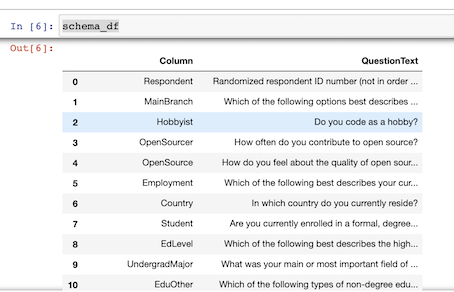 In [6]: schema_df
Out[6]:
Column QuestionText
0 Respondent Randomized respondent ID number (not in order ...
1 MainBranch Which of the following options best describes ...
2 Hobbyist Do you code as a hobby?
3 OpenSourcer How often do you contribute to open source?
4 OpenSource How do you feel about the quality of open sour...
5 Employment Which of the following best describes your cur...
6 Country In which country do you currently reside?
7 Student Are you currently enrolled in a formal, degree...
8 EdLevel Which of the following best describes the high...
9 UndergradMajor What was your main or most important field of ...
10 EduOther Which of the following types of non-degree edu...